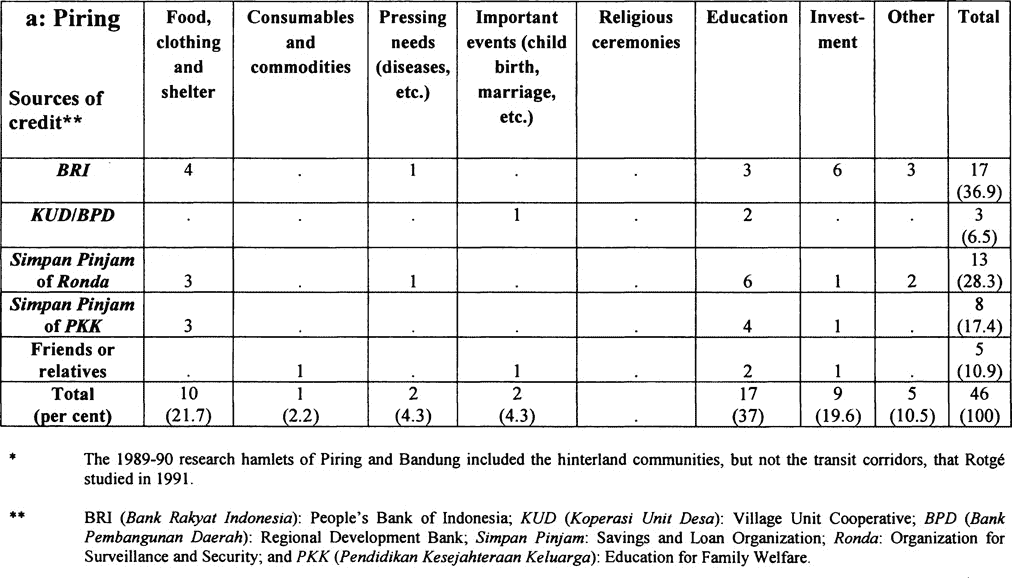 a: Piring
Sources of
credit**
Food,
clothing
and
shelter
Consumables
and
commodities
Pressing
needs
(diseases,
etc.)
Important
events (child
birth,
marriage,
etc.)
Religious
ceremonies
Education
Invest-
ment
Other
Total
BRI 4 . 1 . . 3 6 3 17
(36.9)
KUD/BPD . . . 1 . 2 . . 3
(6.5)
Simpan Pinjam
of Ronda 3 . 1 . . 6 1 2 13
(28.3)
Simpan Pinjam
of PKK 3 . . . . 4 1 . 8
(17.4)
Friends or
relatives . 1 . 1 . 2 1 . 5
(10.9)
Total 10 1 2 2 . 17 9 5 46
(per cent) (21.7) (2.2) (4.3) (4.3) (37) (19.6) (10.5) (100)
* The 1989-90 research hamlets of Piring and Bandung included the hinterland communities, but not the transit corridors, that Rotgé
studied in 1991.
** BRI (Bank Rakyat Indonesia): People's Bank of Indonesia; KUD (Koperasi Unit Desa): Village Unit Cooperative; BPD (Bank
Pembangunan Daerah): Regional Development Bank; Simpan Pinjam: Savings and Loan Organization; Ronda: Organization for
Surveillance and Security; and PKK (Pendidikan Kesejahteraan Keluarga): Education for Family Welfare.